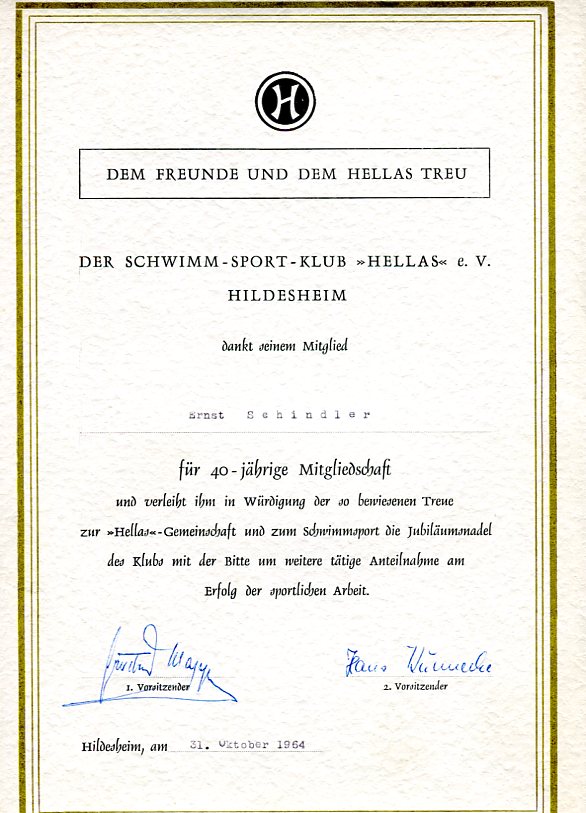 H
DEM FREUNDE UND DEM HELLAS TREU
DER SCHWIMM-SPORT-KLUB »HELLAS« e. V.
HILDESHEIM
dankt seinem Mitglied
Ernst Schindler
für 40-jährige Mitgliedschaft
und verleiht ihm in Würdigung der so bewiesenen Treue
zur »Hellas«-Gemeinschaft und zum Schwimmsport die Jubiläumsnadel
des Klubs mit der Bitte um weitere tätige Anteilnahme am
Erfolg der sportlichen Arbeit.
Hans Wünnecke
1. Vorsitzender 2. Vorsitzender
Hildesheim, am 31. Oktober 1964